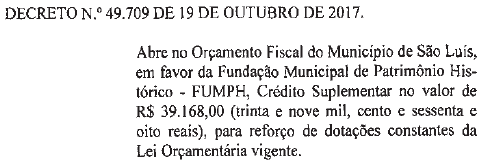 DECRETO N.º 49.709 DE 19 DE OUTUBRO DE 2017.
Abre no Orçamento Fiscal do Município de São Luís,
em favor da Fundação Municipal de Patrimônio His-
tórico - FUMPH, Crédito Suplementar no valor de
R$ 39.168,00 (trinta e nove mil, cento e sessenta e
oito reais), para reforço de dotações constantes da
Lei Orçamentária vigente.